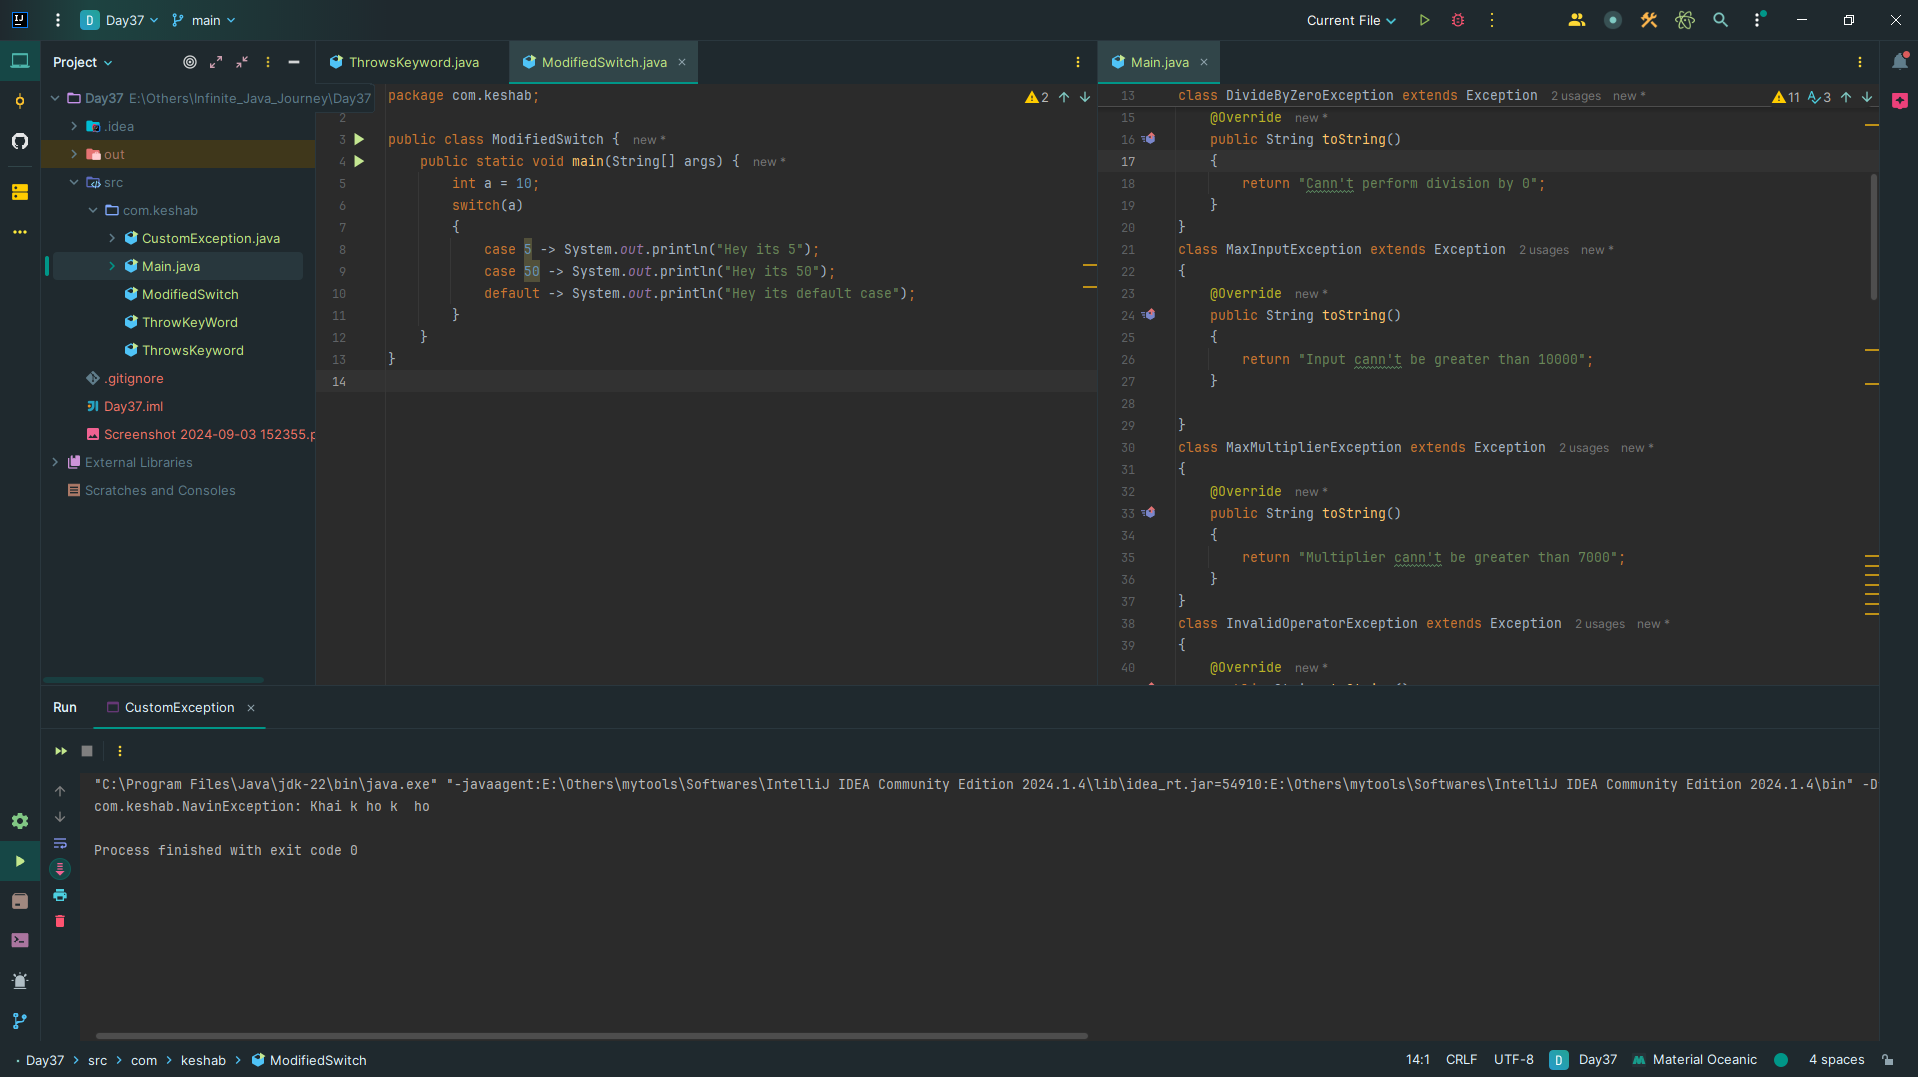 Day37 main Current File
Project
ThrowsKeyword.java ModifiedSwitch.java
Main.java
Day37 E:\Others\Infinite_Java_Journey\Day37
.idea
out
src
com.keshab
CustomException.java
Main.java
ModifiedSwitch
ThrowKeyWord
ThrowsKeyword
.gitignore
Day37.iml
Screenshot 2024-09-03 152355.p
External Libraries
Scratches and Consoles
package com.keshab;
2
3 public class ModifiedSwitch { new *
4 public static void main(String[] args) { new *
5 int a = 10;
6 switch(a)
7 {
8 case 5 -> System.out.println("Hey its 5");
9 case 50 -> System.out.println("Hey its 50");
10 default -> System.out.println("Hey its default case");
11 }
12 }
13 }
14
2
13 class DivideByZeroException extends Exception 2 usages new *
11 3
15 @Override new *
16 public String toString()
17 {
18 return "Cann't perform division by 0";
19 }
20 }
21 class MaxInputException extends Exception 2 usages new *
22 {
23 @Override new *
24 public String toString()
25 {
26 return "Input cann't be greater than 10000";
27 }
28
29 }
30 class MaxMultiplierException extends Exception 2 usages new *
31 {
32 @Override new *
33 public String toString()
34 {
35 return "Multiplier cann't be greater than 7000";
36 }
37 }
38 class InvalidOperatorException extends Exception 2 usages new *
39 {
40 @Override new *
Run CustomException
"C:\Program Files\Java\jdk-22\bin\java.exe" "-javaagent:E:\Others\mytools\Softwares\IntelliJ IDEA Community Edition 2024.1.4\lib\idea_rt.jar=54910:E:\Others\mytools\Softwares\IntelliJ IDEA Community Edition 2024.1.4\bin" -D
com.keshab.NavinException: Khai k ho k  ho
Process finished with exit code 0
Day37 > src > com > keshab > ModifiedSwitch
14:1 CRLF UTF-8 D Day37 Material Oceanic 4 spaces